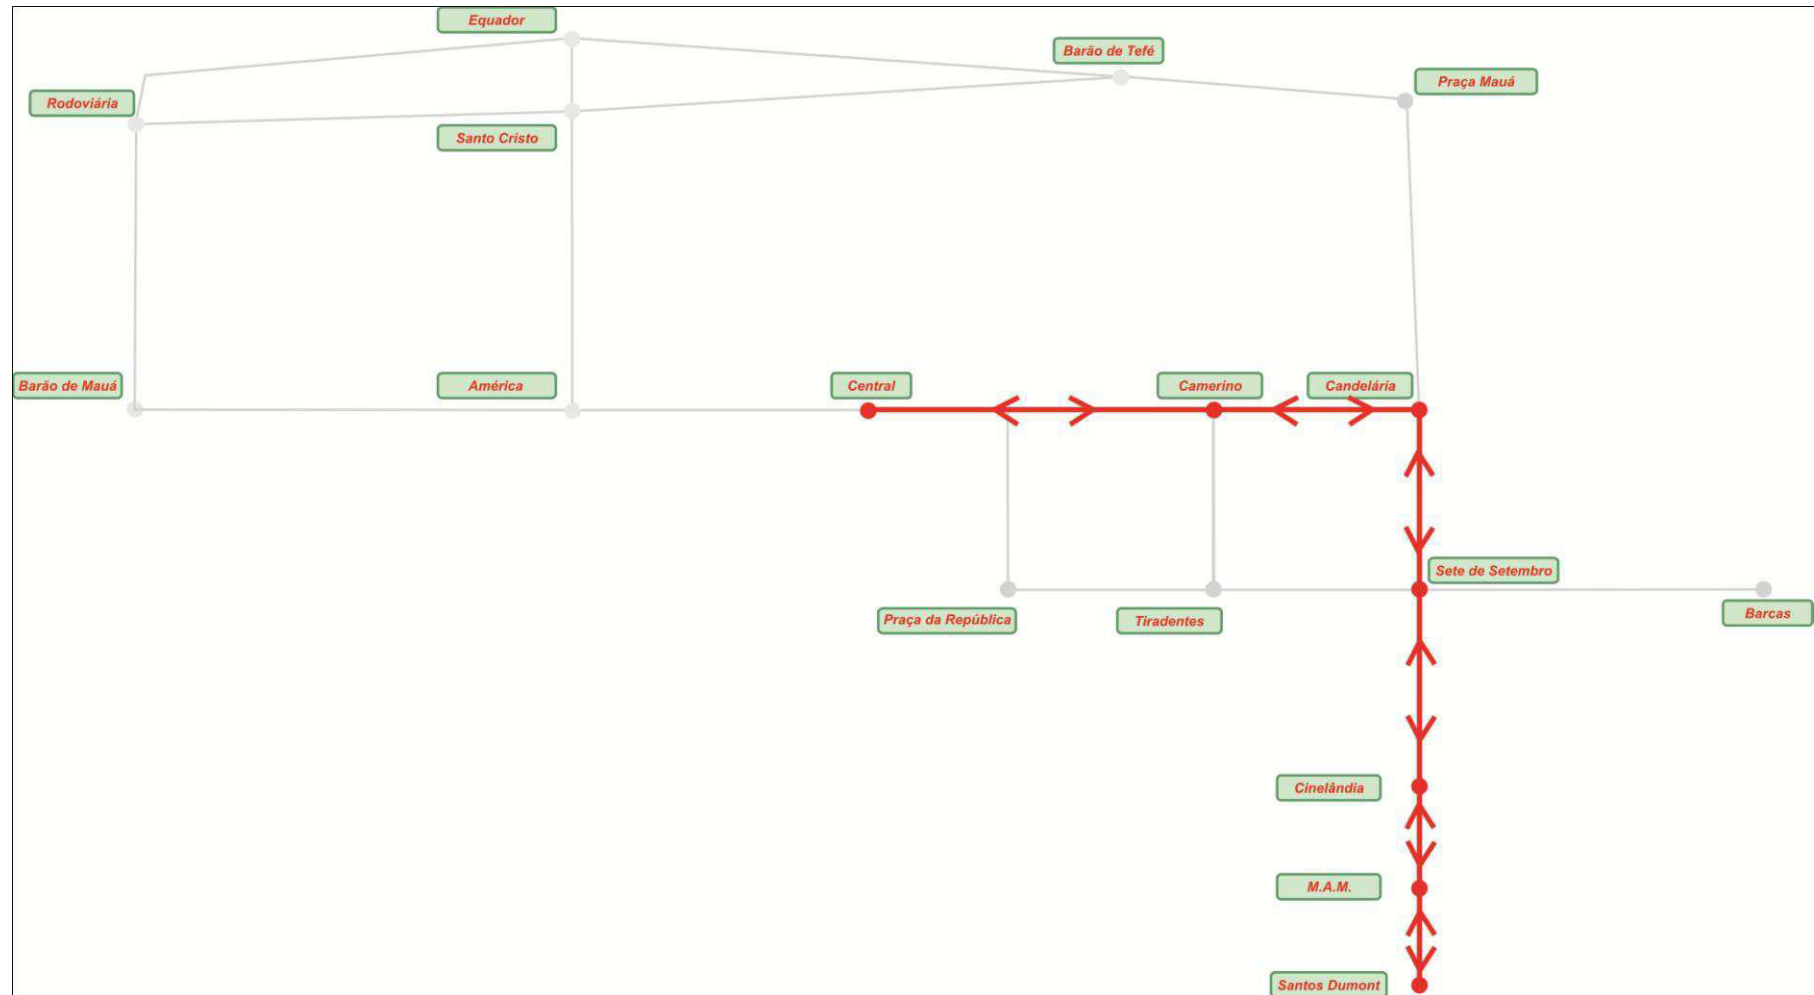 Equador
Barão de Tefé
Praça Mauá
Rodoviária
Santo Cristo
Barão de Mauá
América
Central
Camerino
Candelária
Sete de Setembro
Praça da República
Tiradentes
Barcas
Cinelândia
M.A.M.
Santos Dumont